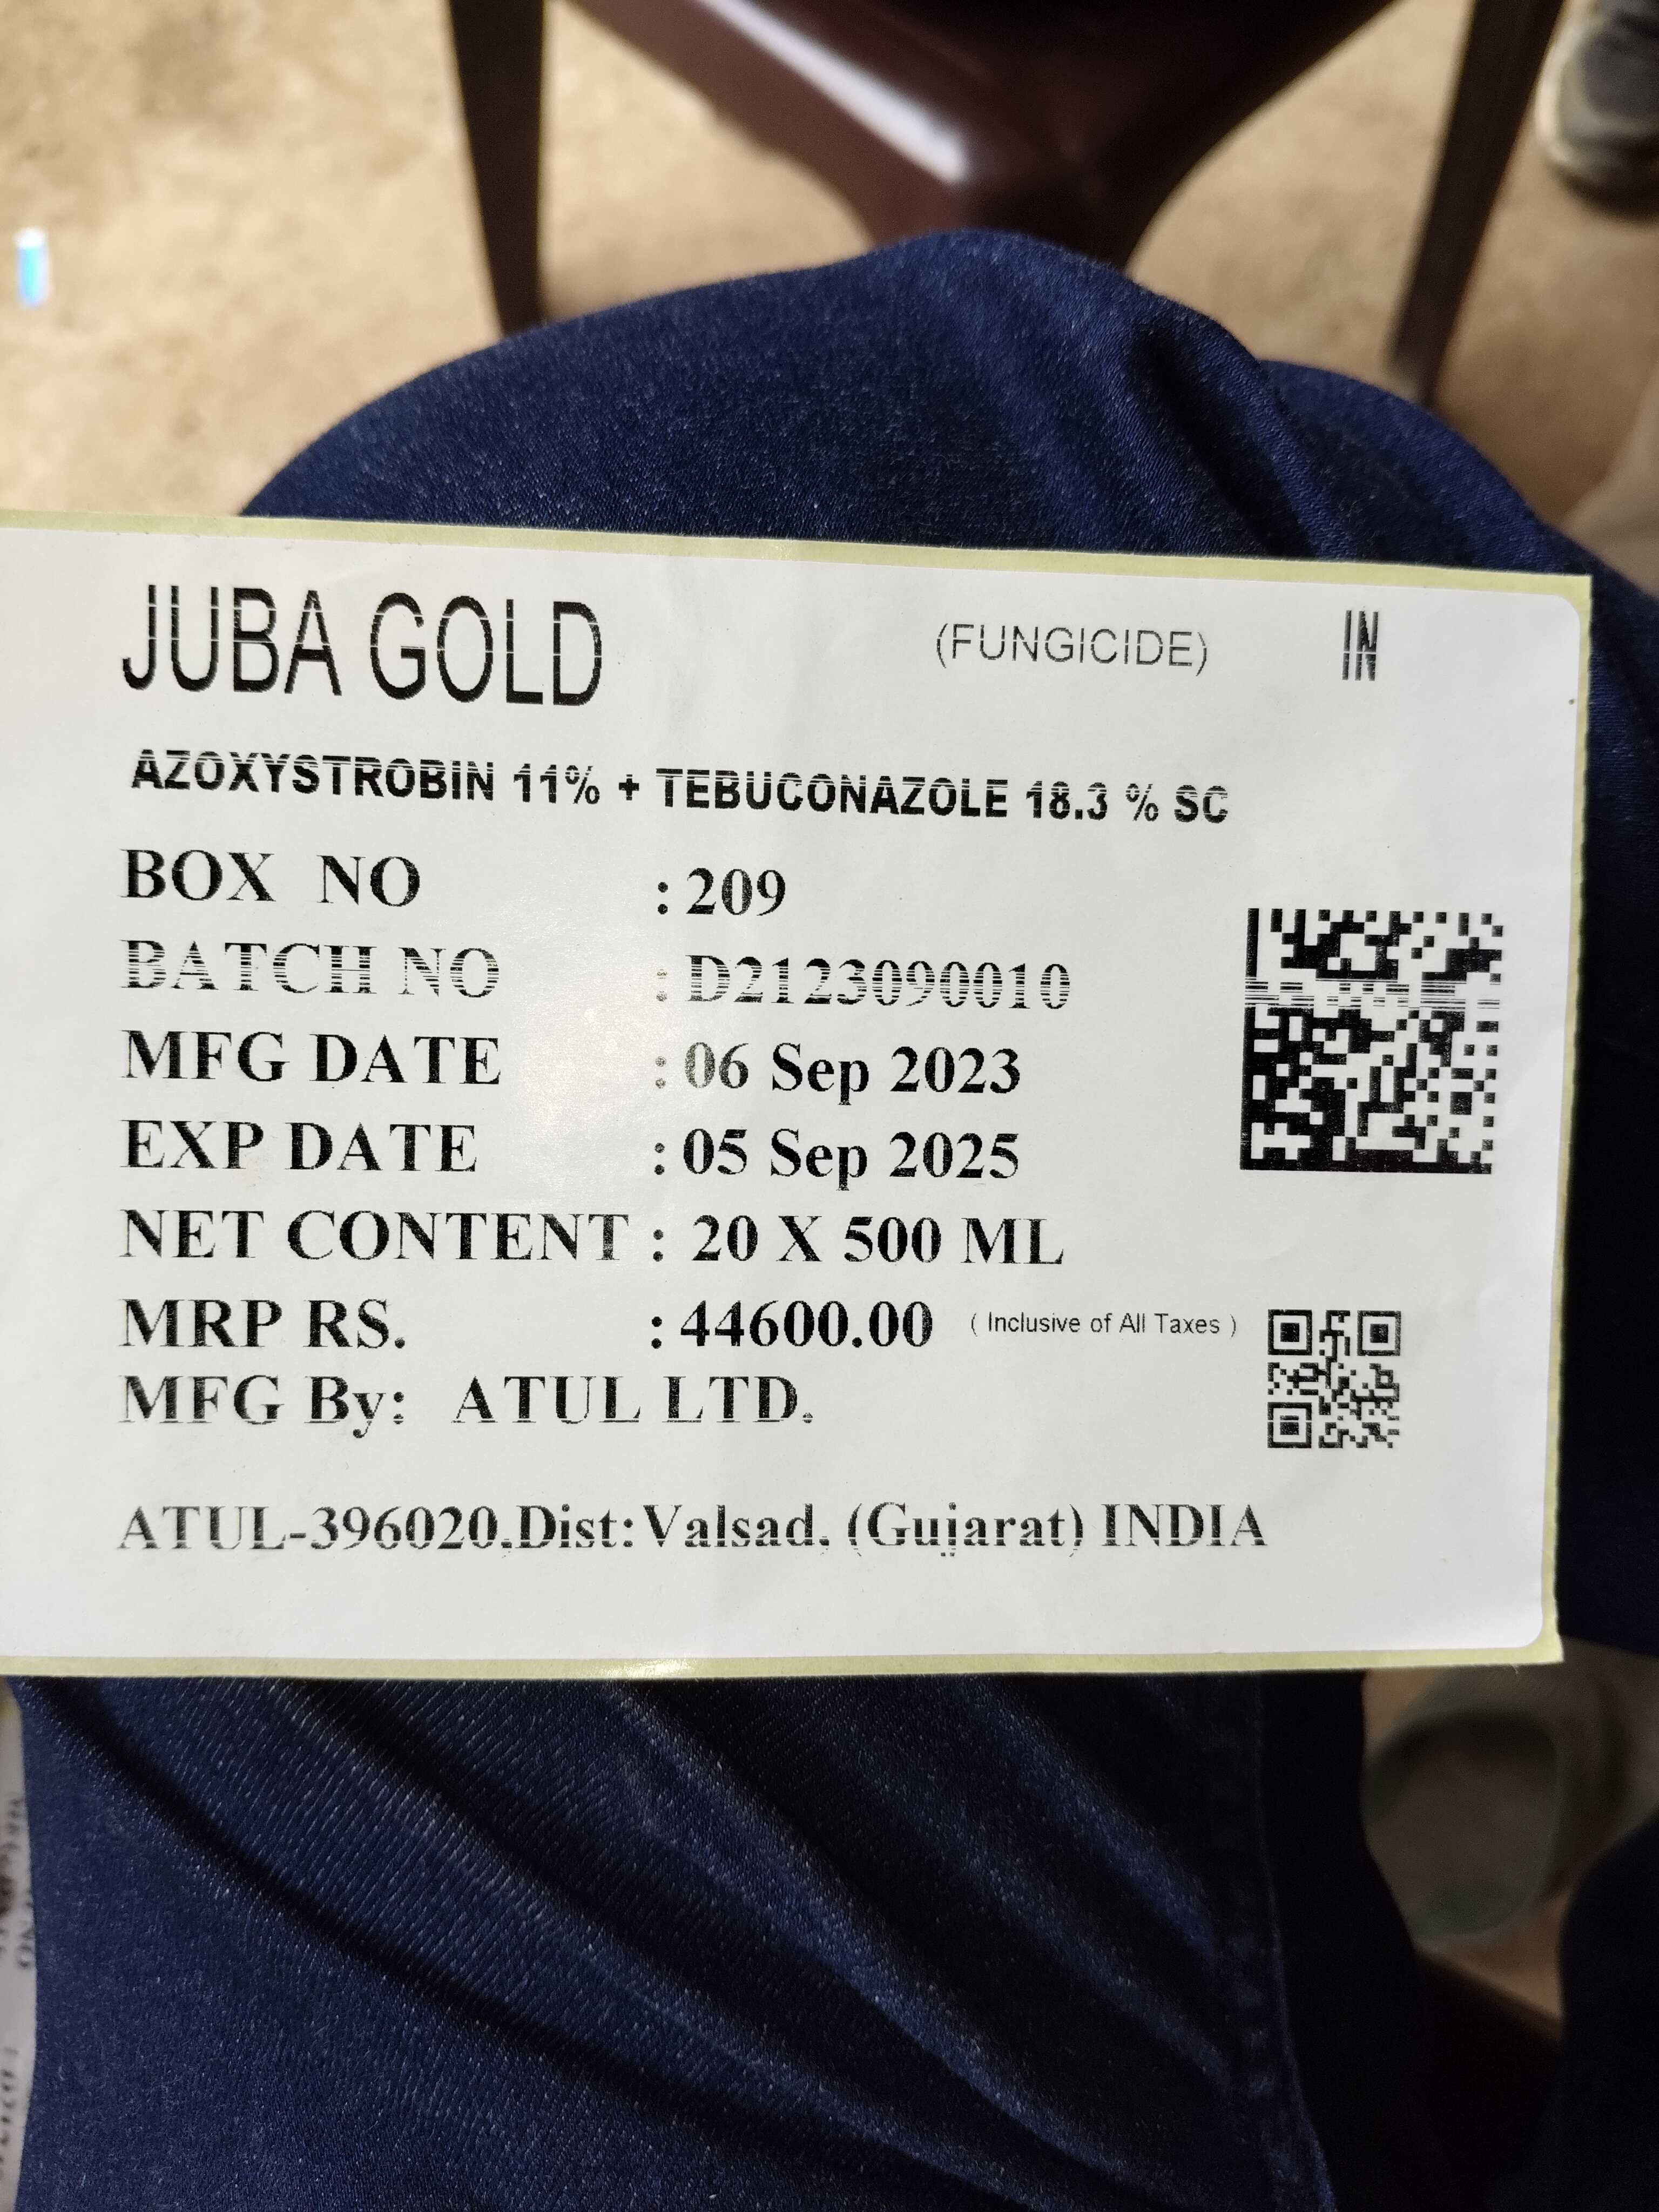 JUBA GOLD (FUNGICIDE) IN
AZOXYSTROBIN 11% + TEBUCONAZOLE 18.3 % SC
BOX NO : 209
BATCH NO : D2123090010
MFG DATE : 06 Sep 2023
EXP DATE : 05 Sep 2025
NET CONTENT : 20 X 500 ML
MRP RS. : 44600.00 ( Inclusive of All Taxes )
MFG By: ATUL LTD.
ATUL-396020,Dist:Valsad, (Gujarat) INDIA